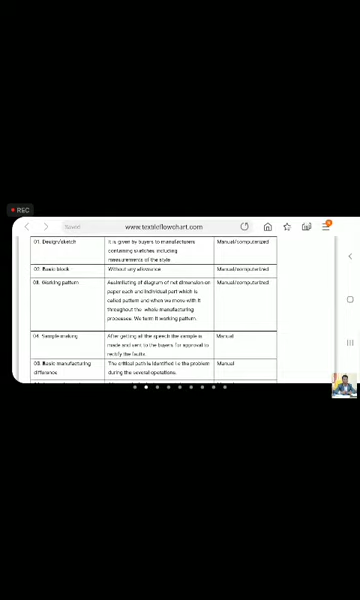 REC
www.textileflowchart.com
01. Design/sketch It is given by buyers to manufacturers Manual/computerized
containing sketches including
measurements of the style
02. Basic block Without any allowance Manual/computerized
03. Working pattern Assimilating of diagram of net dimension on Manual/computerized
paper each and individual part which is
called pattern and when we move with it
throughout the whole manufacturing
processes. We term it working pattern.
04. Sample making After getting all the speech the sample is Manual
made and sent to the buyers for approval to
rectify the faults.
Basic manufacturing The critical path is identified i.e the problem Manual
difference during the several operations.